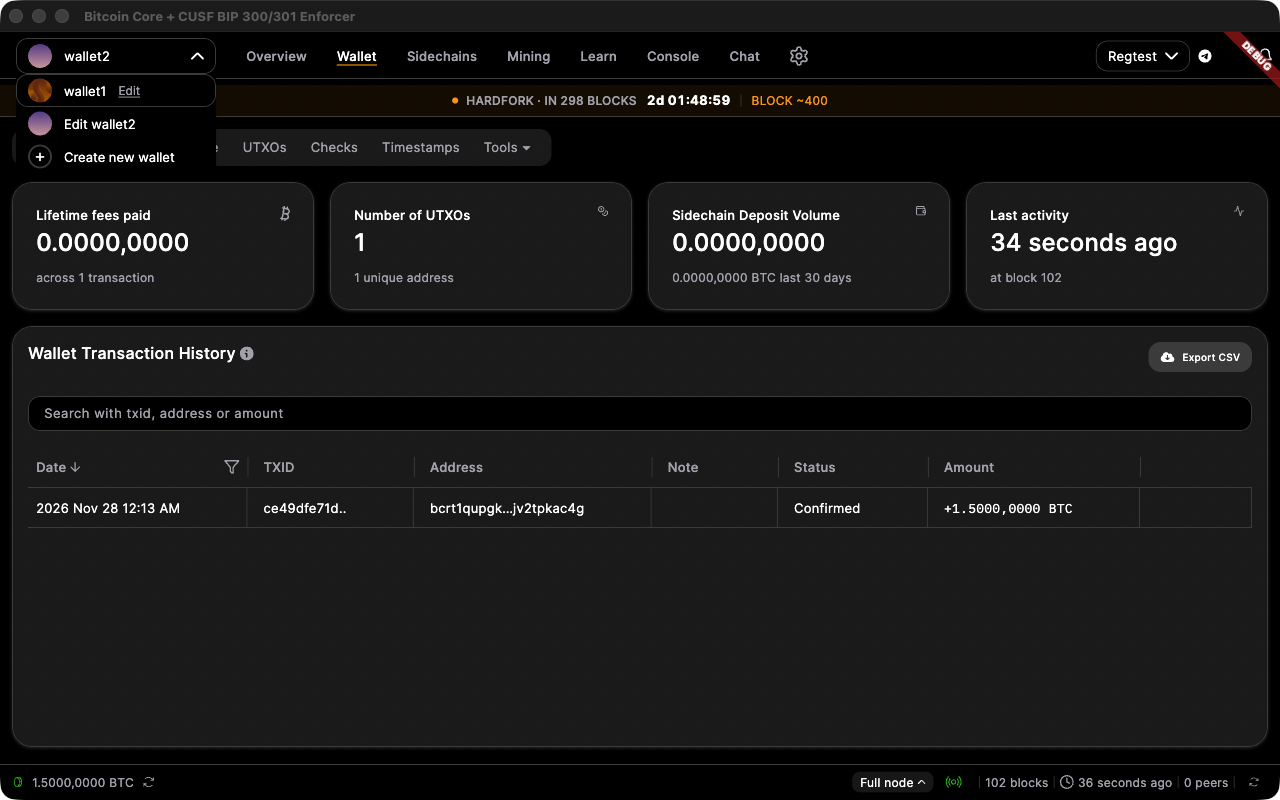 Bitcoin Core + CUSF BIP 300/301 Enforcer
wallet2
Overview
Wallet
Sidechains
Mining
Learn
Console
Chat
Regtest
DEBUG
wallet1 Edit
Edit wallet2
Create new wallet
HARDFORK · IN 298 BLOCKS 2d 01:48:59 BLOCK ~400
UTXOs
Checks
Timestamps
Tools
Lifetime fees paid
0.0000,0000
across 1 transaction
Number of UTXOs
1
1 unique address
Sidechain Deposit Volume
0.0000,0000
0.0000,0000 BTC last 30 days
Last activity
34 seconds ago
at block 102
Wallet Transaction History
Export CSV
Search with txid, address or amount
Date TXID Address Note Status Amount
2026 Nov 28 12:13 AM ce49dfe71d.. bcrt1qupgk...jv2tpkac4g Confirmed +1.5000,0000 BTC
1.5000,0000 BTC
Full node
102 blocks
36 seconds ago
0 peers